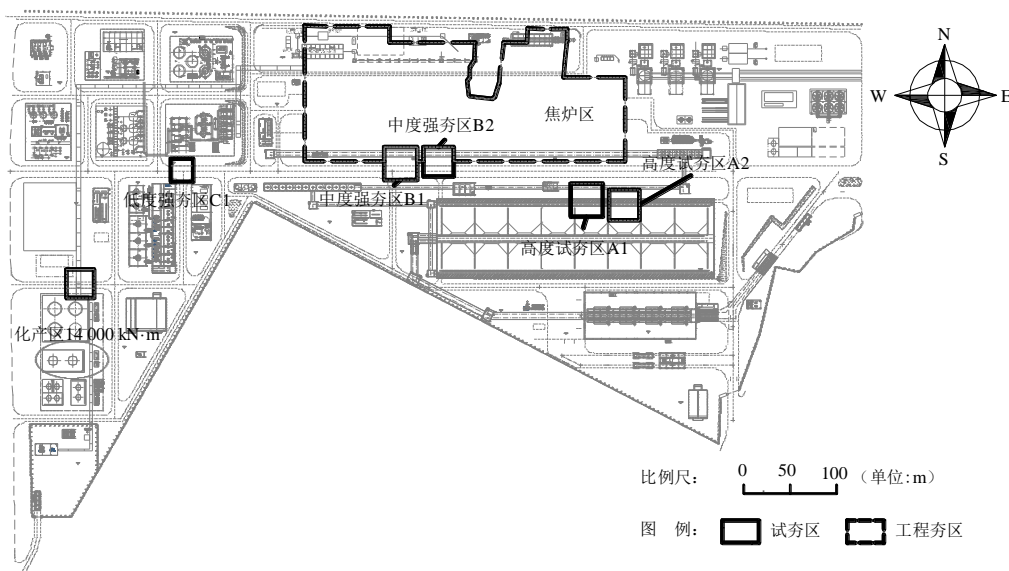 N
W
E
S
焦炉区
中度强夯区B2
高度试夯区A2
低度强夯区C1
中度强夯区B1
高度试夯区A1
化产区14 000 kN·m
比例尺： 0 50 100 （单位:m）
图 例： 试夯区 工程夯区